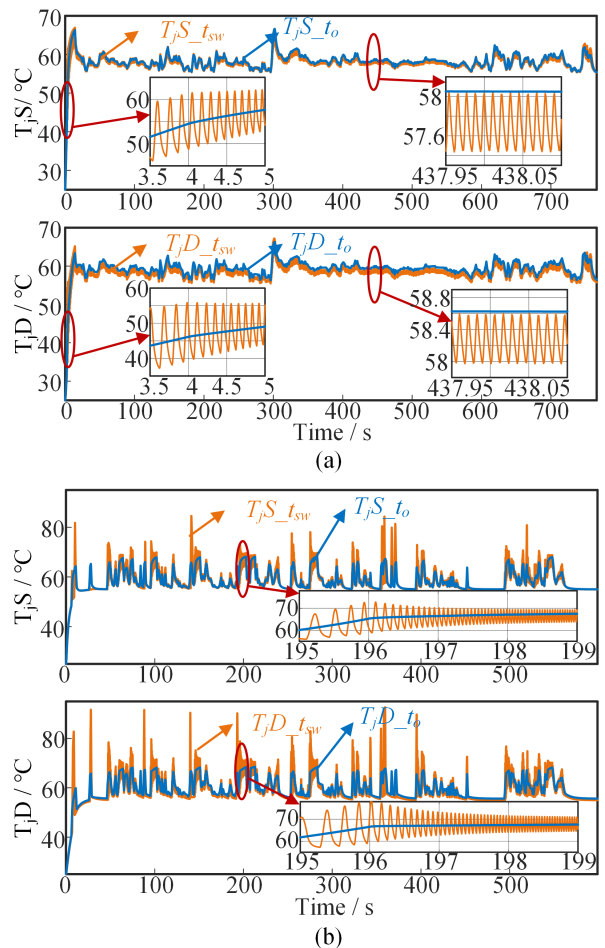 70
60
50
40
30
TjS/ °C
TjS_tsw
TjS_to
60
50
3.5 4 4.5 5
58
57.6
437.95 438.05
0 100 200 300 400 500 600 700
70
60
50
40
30
TjD / °C
TjD_tsw
TjD_to
60
50
40
3.5 4 4.5 5
58.8
58.4
58
437.95 438.05
0 100 200 300 400 500 600 700
Time / s
(a)
80
60
40
TjS / °C
TjS_tsw
TjS_to
70
60
195 196 197 198 199
0 100 200 300 400 500
80
60
40
TjD / °C
TjD_tsw
TjD_to
70
60
195 196 197 198 199
0 100 200 300 400 500
Time / s
(b)